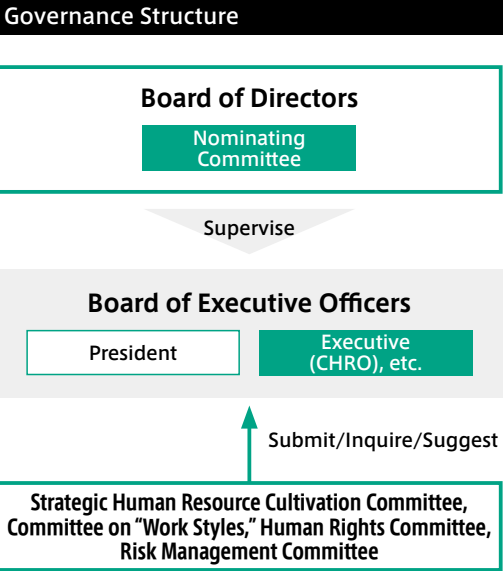 Governance Structure
Board of Directors
Nominating
Committee
Supervise
Board of Executive Officers
President
Executive
(CHRO), etc.
Submit/Inquire/Suggest
Strategic Human Resource Cultivation Committee,
Committee on “Work Styles,” Human Rights Committee,
Risk Management Committee